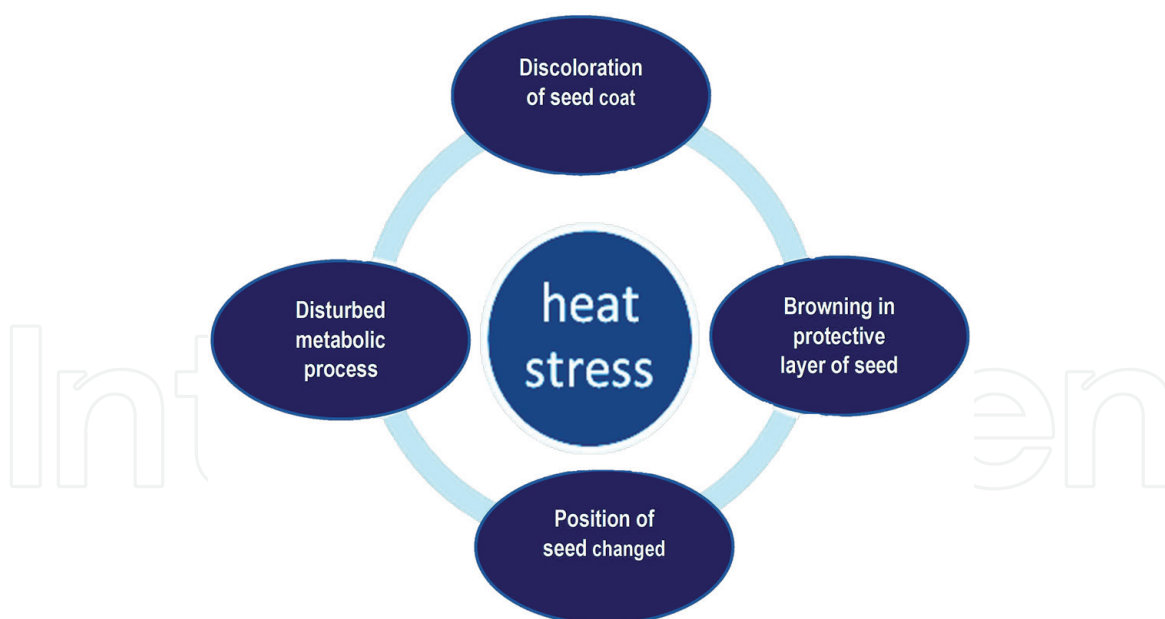 Discoloration
of seed coat
Disturbed
metabolic
process
heat
stress
Browning in
protective
layer of seed
Position of
seed changed